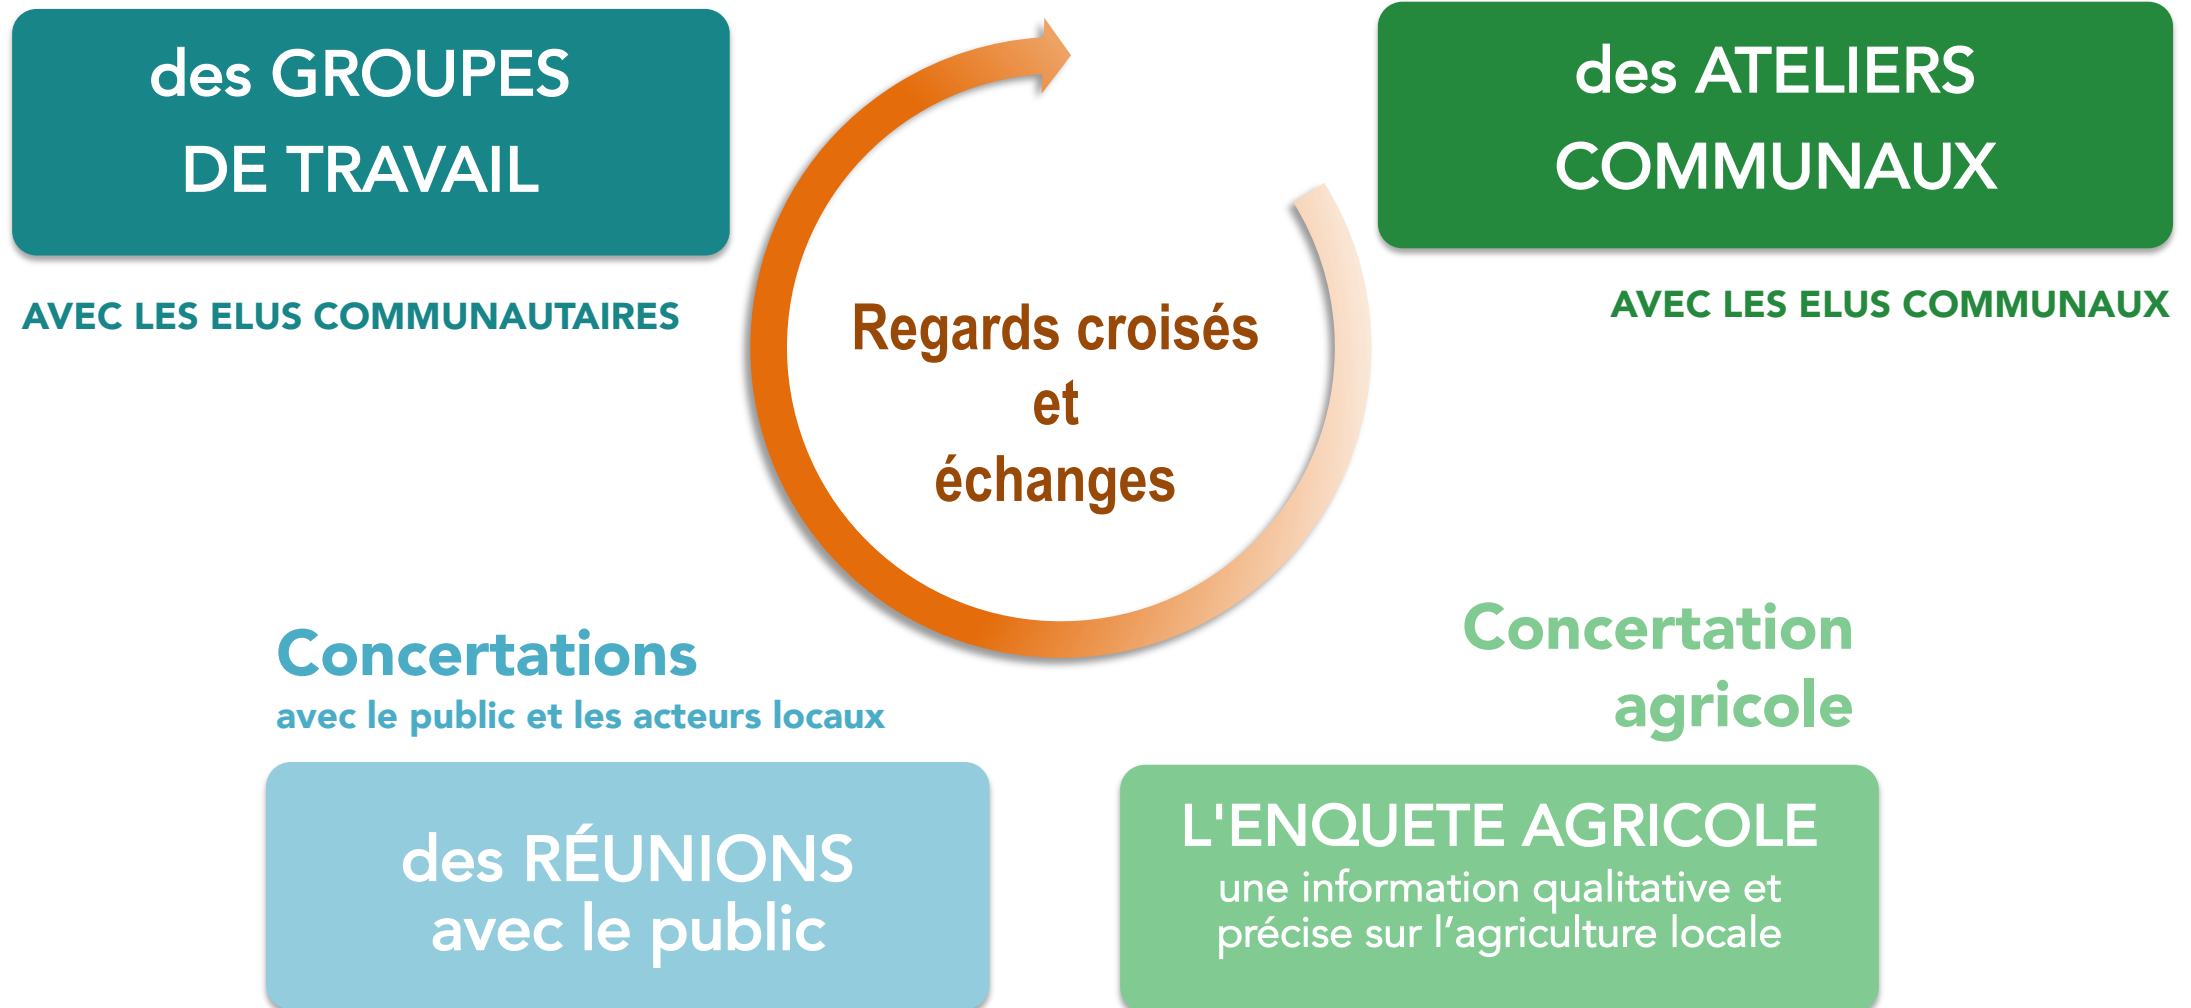 des GROUPES
DE TRAVAIL
AVEC LES ELUS COMMUNAUTAIRES
des ATELIERS
COMMUNAUX
AVEC LES ELUS COMMUNAUX
Regards croisés
et
échanges
Concertations
avec le public et les acteurs locaux
des RÉUNIONS
avec le public
Concertation
agricole
L'ENQUETE AGRICOLE
une information qualitative et
précise sur l’agriculture locale